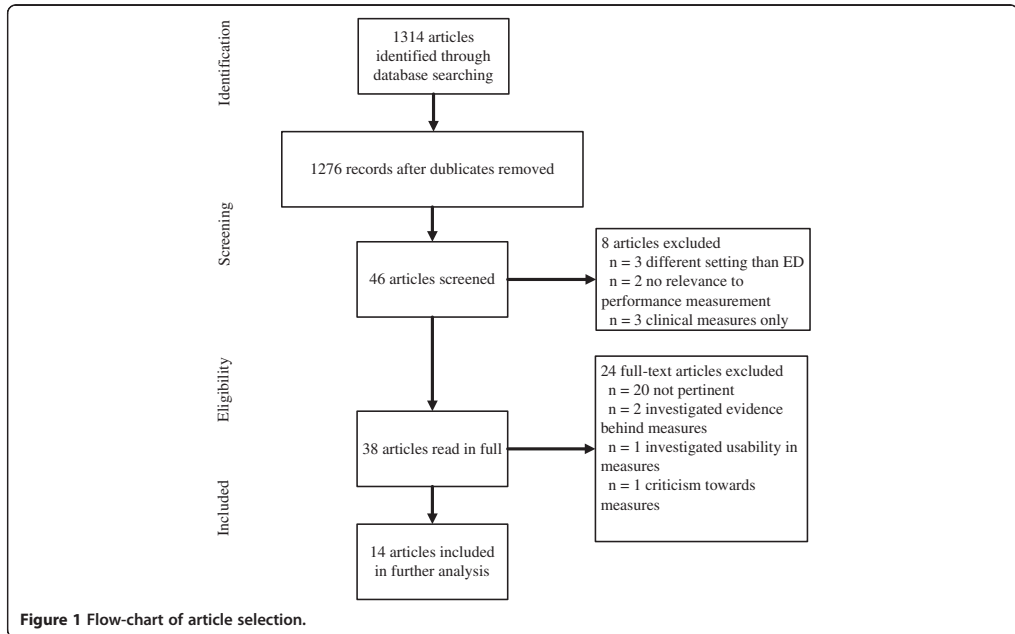 Identification
1314 articles
identified through
database searching
1276 records after dublicates removed
Screening
46 articles screened
8 articles excluded
n = 3 different setting than ED
n = 2 no relevance to
performance measurement
n = 3 clinical measures only
Eligibility
38 articles read in full
24 full-text articles excluded
n = 20 not pertinent
n = 2 investigated evidence
behind measures
n = 1 investigated usability in
measures
n = 1 criticism towards
measures
Included
14 articles included
in further analysis
Figure 1 Flow-chart of article selection.